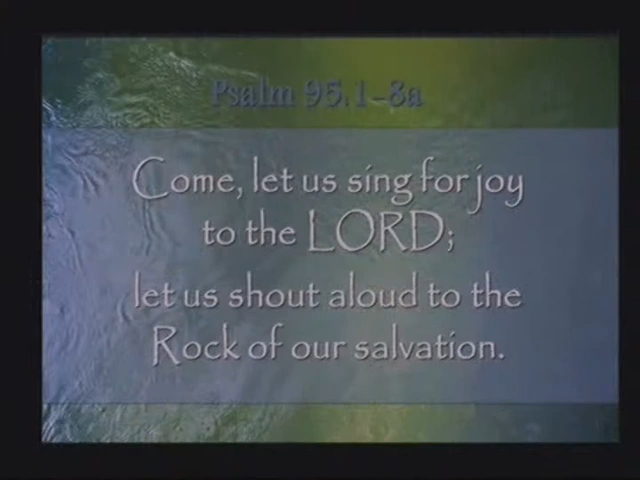 Psalm 95.1-8a
Come, let us sing for joy
to the LORD;
let us shout aloud to the
Rock of our salvation.